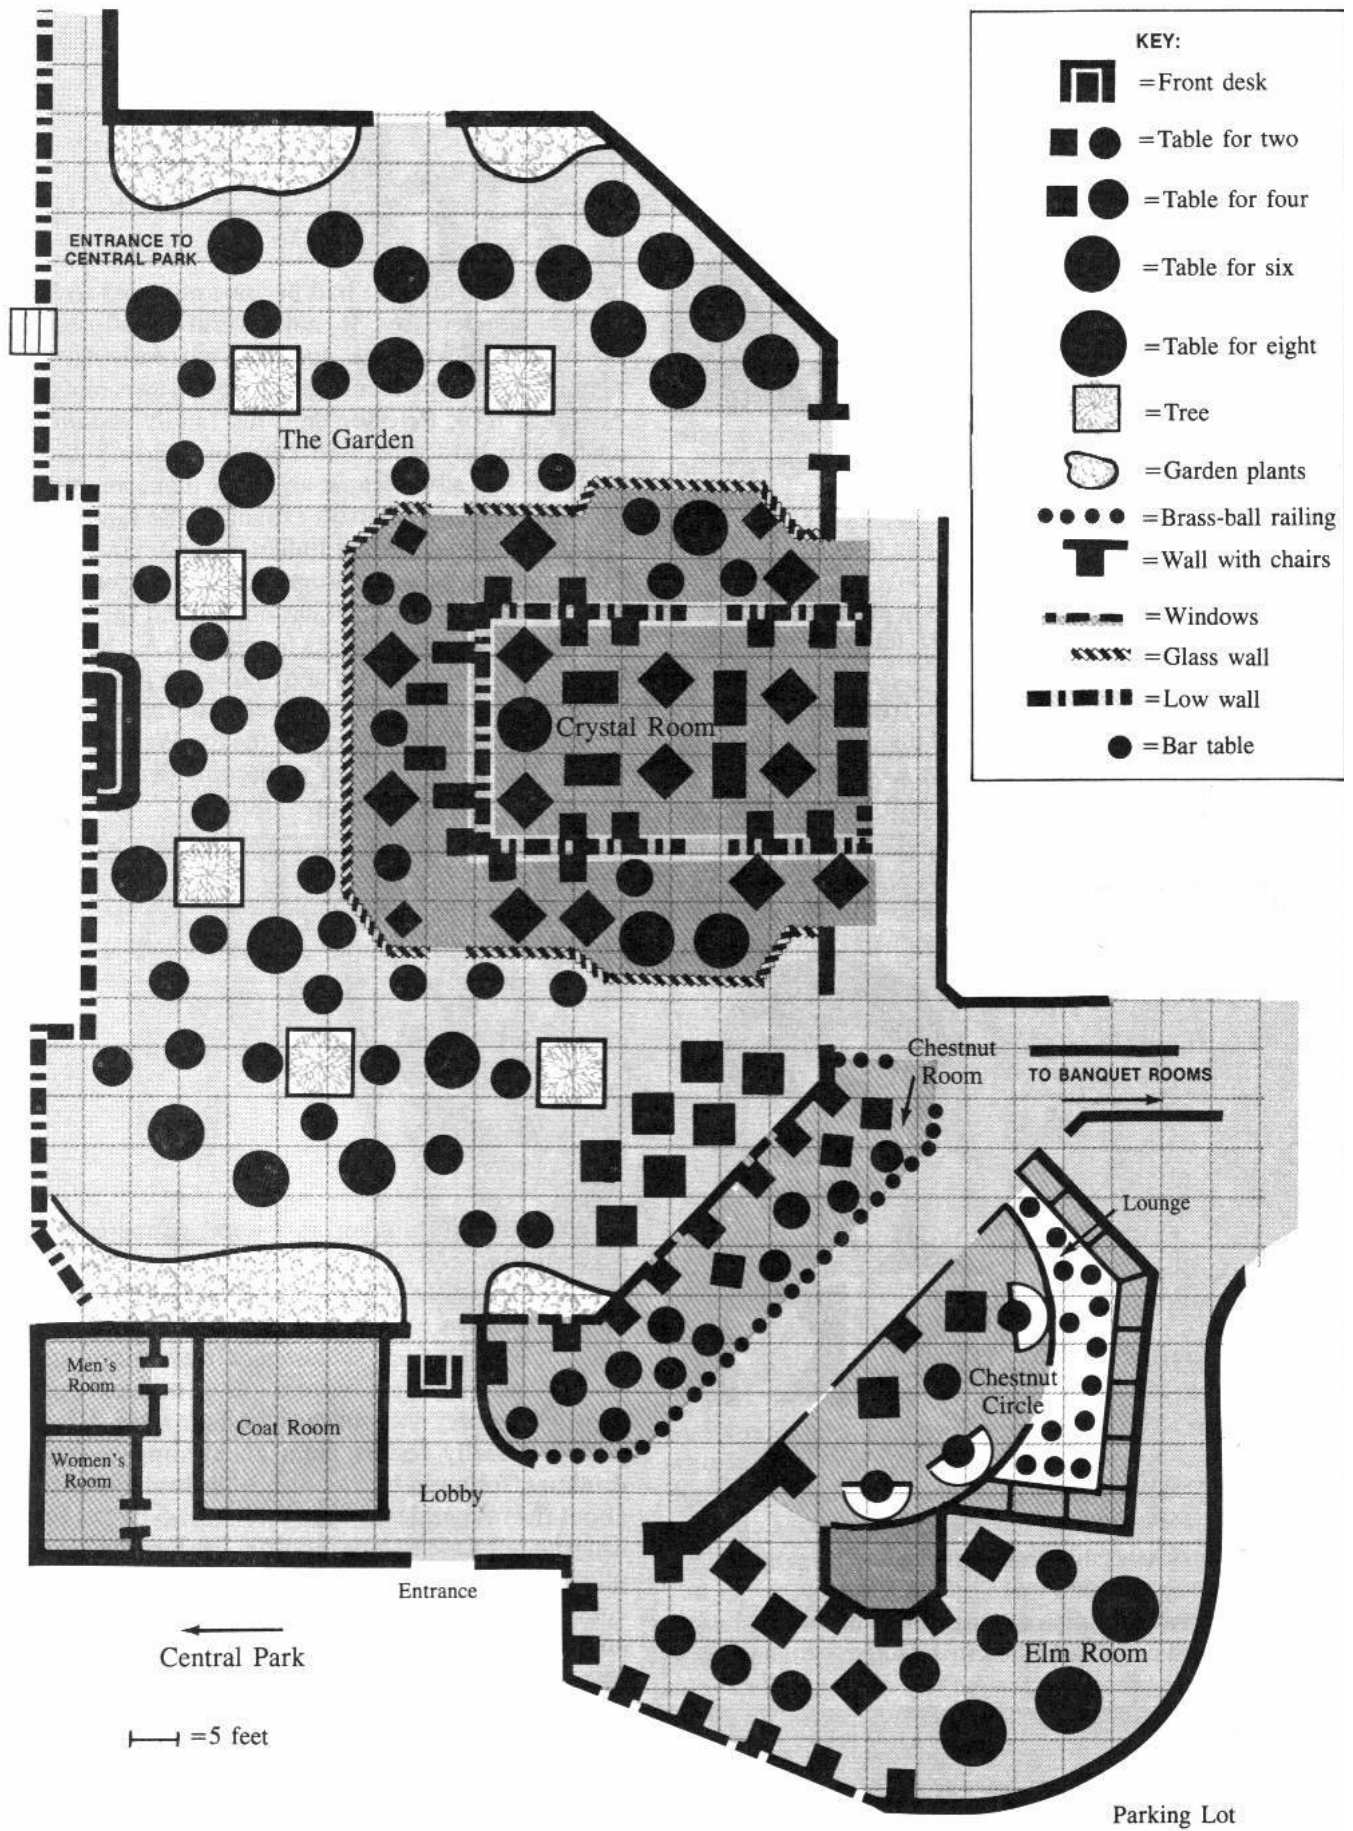 KEY:
=Front desk
=Table for two
=Table for four
=Table for six
=Table for eight
=Tree
=Garden plants
=Brass-ball railing
=Wall with chairs
=Windows
=Glass wall
=Low wall
=Bar table
ENTRANCE TO
CENTRAL PARK
The Garden
Crystal Room
Chestnut
Room
TO BANQUET ROOMS
Lounge
Chestnut
Circle
Men's
Room
Coat Room
Women's
Room
Lobby
Entrance
Elm Room
Central Park
=5 feet
Parking Lot